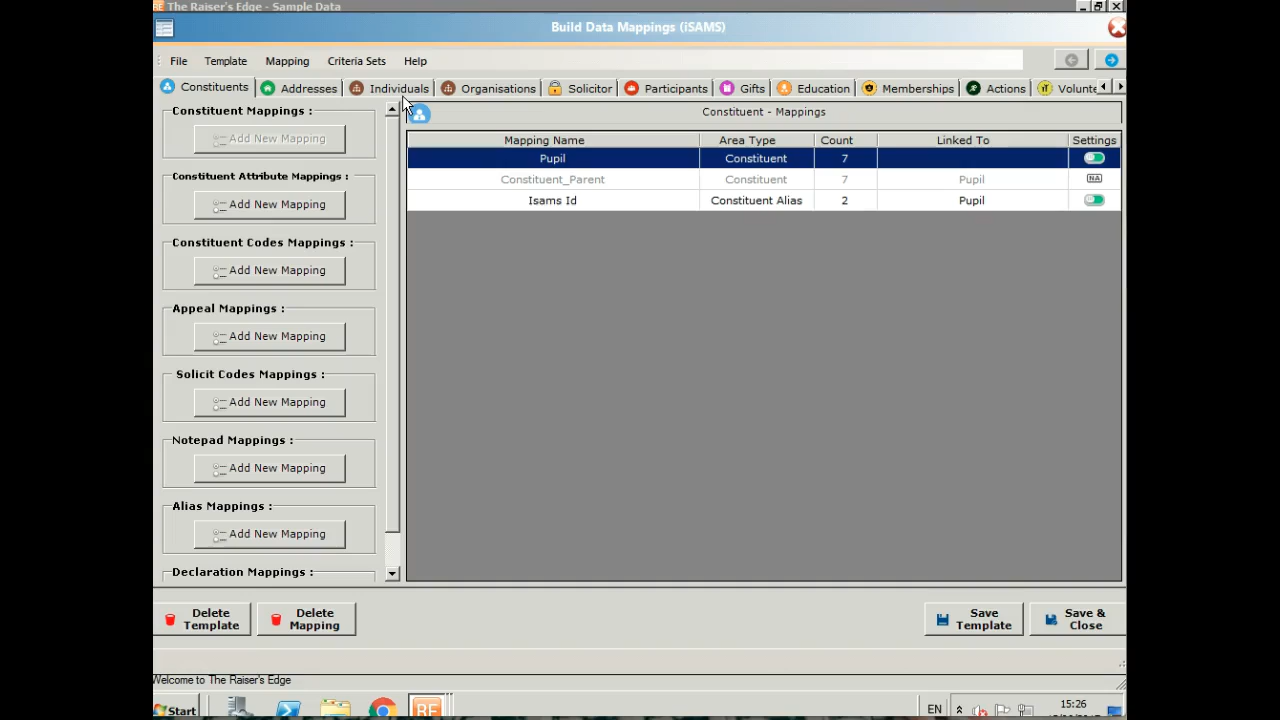 RE The Raiser's Edge - Sample Data
Build Data Mappings (iSAMS)
File Template Mapping Criteria Sets Help
Constituents Addresses Individuals Organisations Solicitor Participants Gifts Education Memberships Actions Volunte
Constituent Mappings :
Add New Mapping
Constituent Attribute Mappings :
Add New Mapping
Constituent Codes Mappings :
Add New Mapping
Appeal Mappings :
Add New Mapping
Solicit Codes Mappings :
Add New Mapping
Notepad Mappings :
Add New Mapping
Alias Mappings :
Add New Mapping
Declaration Mappings :
Constituent - Mappings
Mapping Name Area Type Count Linked To Settings
Pupil Constituent 7
Constituent_Parent Constituent 7 Pupil NA
Isams Id Constituent Alias 2 Pupil
Delete Template
Delete Mapping
Save Template
Save & Close
Welcome to The Raiser's Edge
Start RE EN 15:26